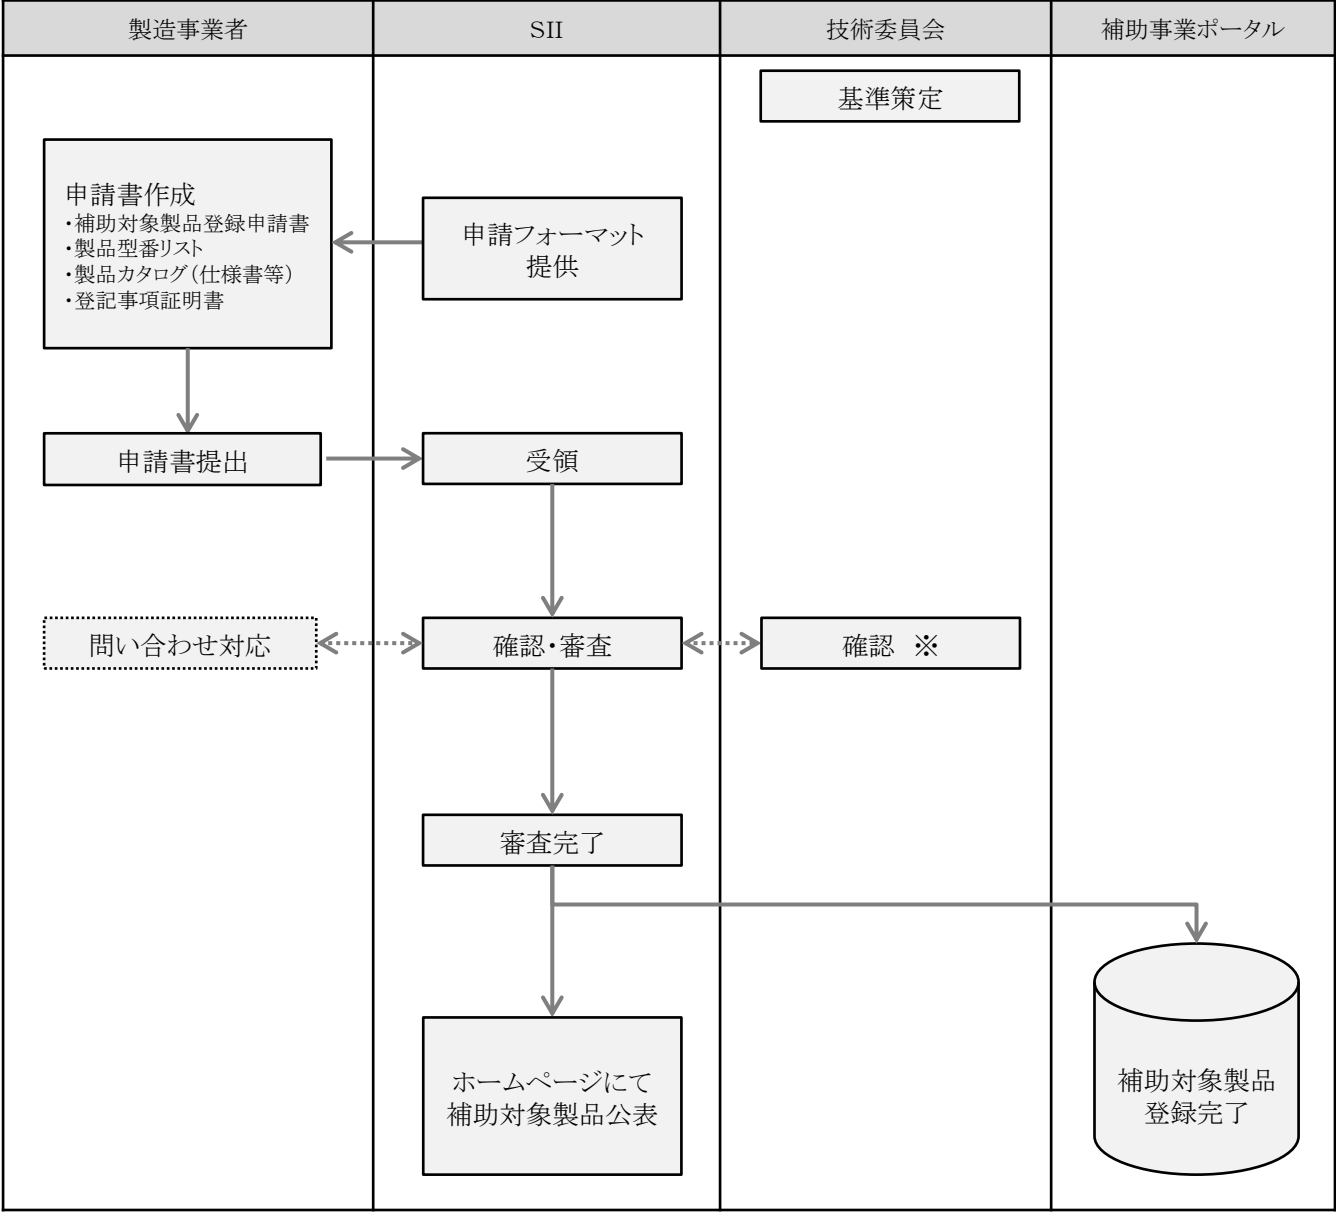 製造事業者
SII
技術委員会
補助事業ポータル
基準策定
申請書作成
・補助対象製品登録申請書
・製品型番リスト
・製品カタログ(仕様書等)
・登記事項証明書
申請フォーマット
提供
申請書提出
受領
問い合わせ対応
確認・審査
確認 ※
審査完了
ホームページにて
補助対象製品公表
補助対象製品
登録完了